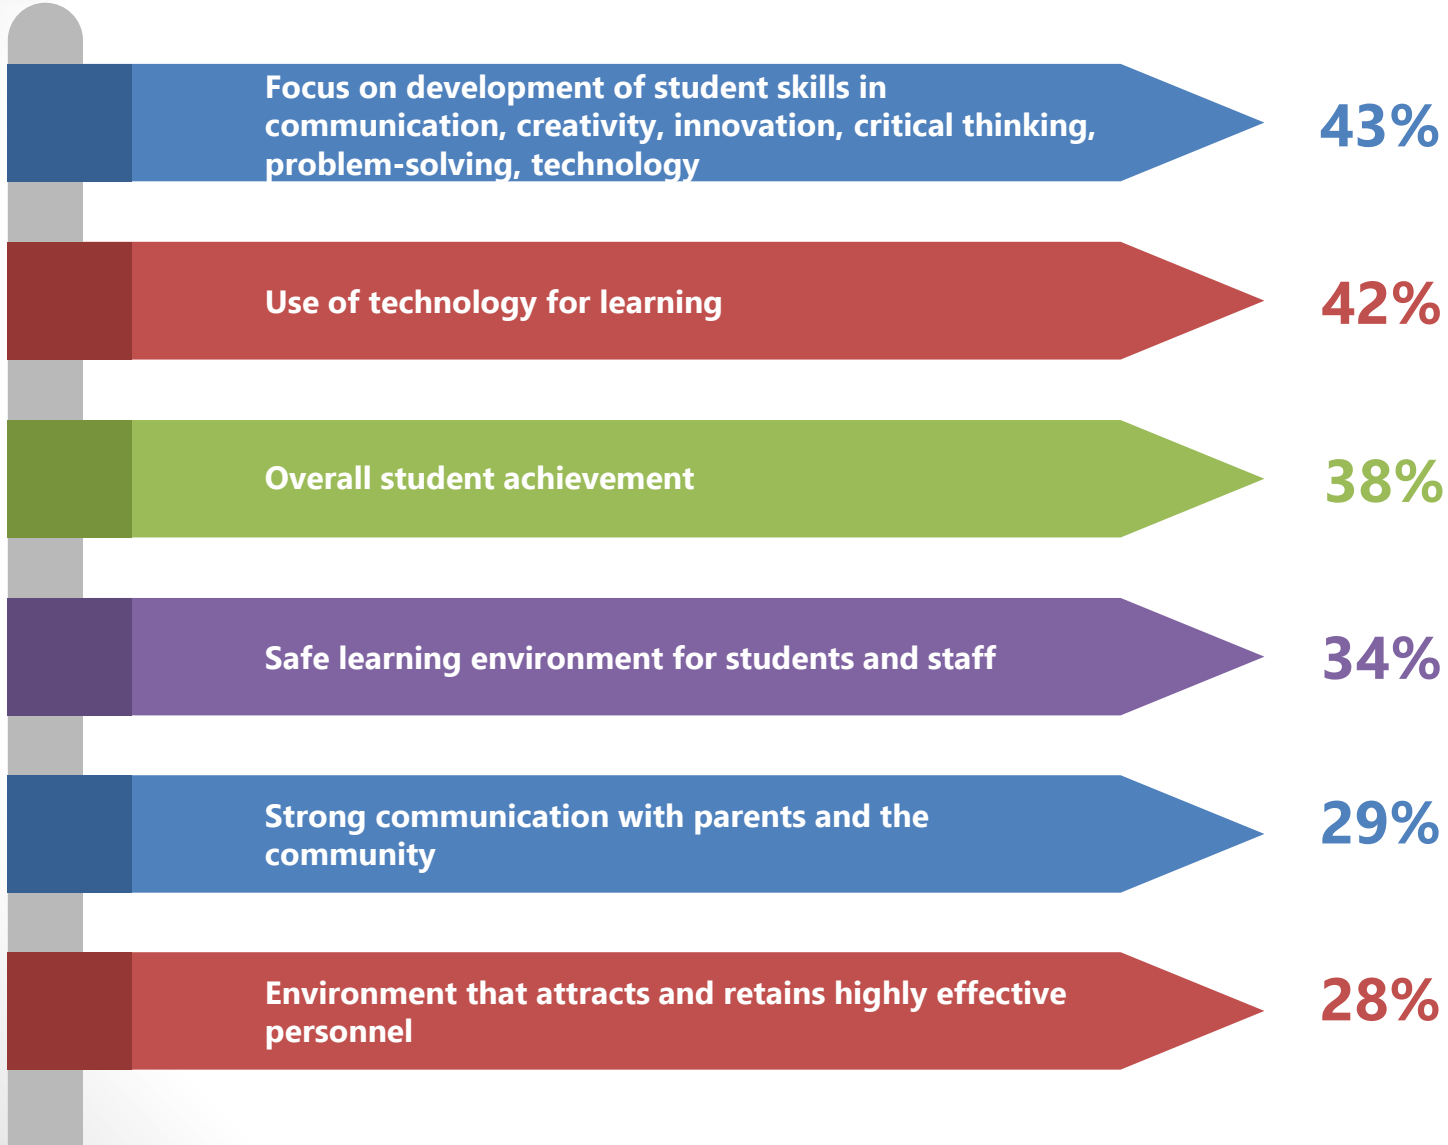 Focus on development of student skills in
communication, creativity, innovation, critical thinking,
problem-solving, technology
43%
Use of technology for learning
42%
Overall student achievement
38%
Safe learning environment for students and staff
34%
Strong communication with parents and the
community
29%
Environment that attracts and retains highly effective
personnel
28%